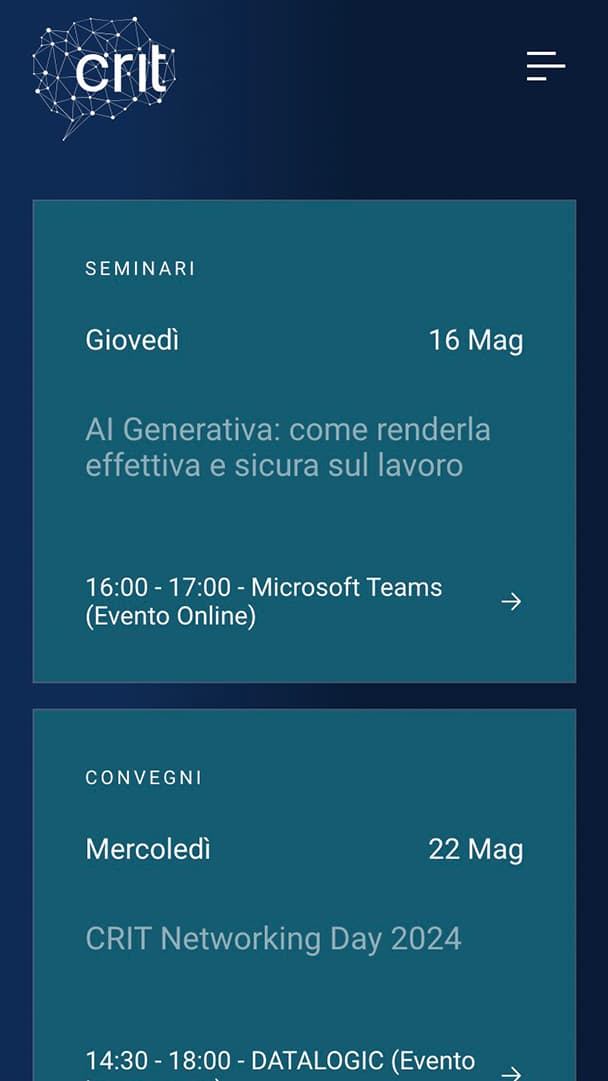 crit
SEMINARI
Giovedì 16 Mag
AI Generativa: come renderla
effettiva e sicura sul lavoro
16:00 - 17:00 - Microsoft Teams
(Evento Online)
CONVEGNI
Mercoledì 22 Mag
CRIT Networking Day 2024
14:30 - 18:00 - DATALOGIC (Evento